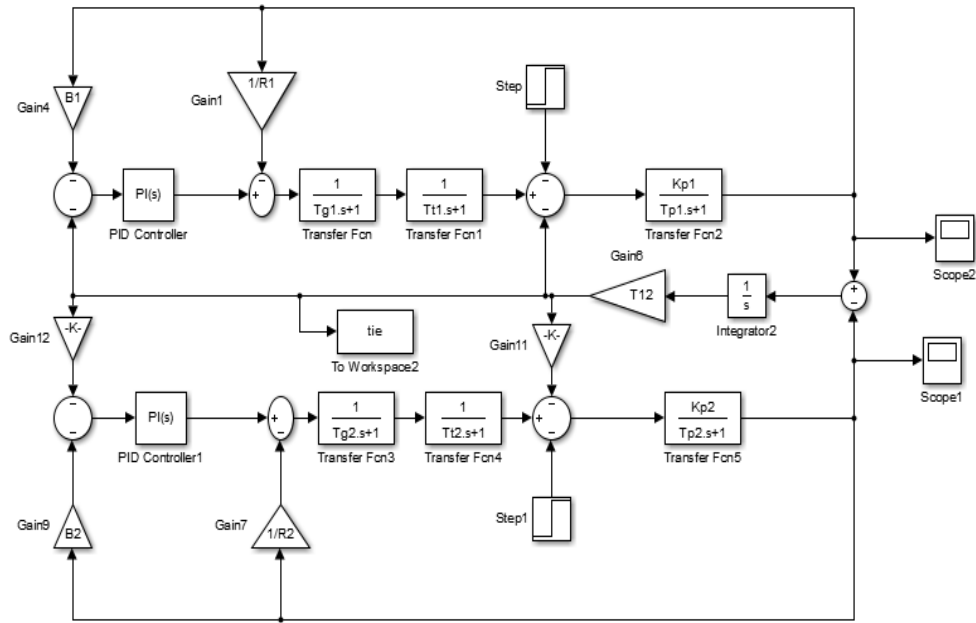 B1
Gain4
1/R1
Gain1
Step
PI(s)
PID Controller
1
Tg1.s+1
Transfer Fcn
1
Tt1.s+1
Transfer Fcn1
Kp1
Tp1.s+1
Transfer Fcn2
Scope2
Gain6
T12
1
s
Integrator2
-K-
Gain12
tie
To Workspace2
-K-
Gain11
Scope1
PI(s)
PID Controller1
1
Tg2.s+1
Transfer Fcn3
1
Tt2.s+1
Transfer Fcn4
Kp2
Tp2.s+1
Transfer Fcn5
Gain9
B2
Gain7
1/R2
Step1